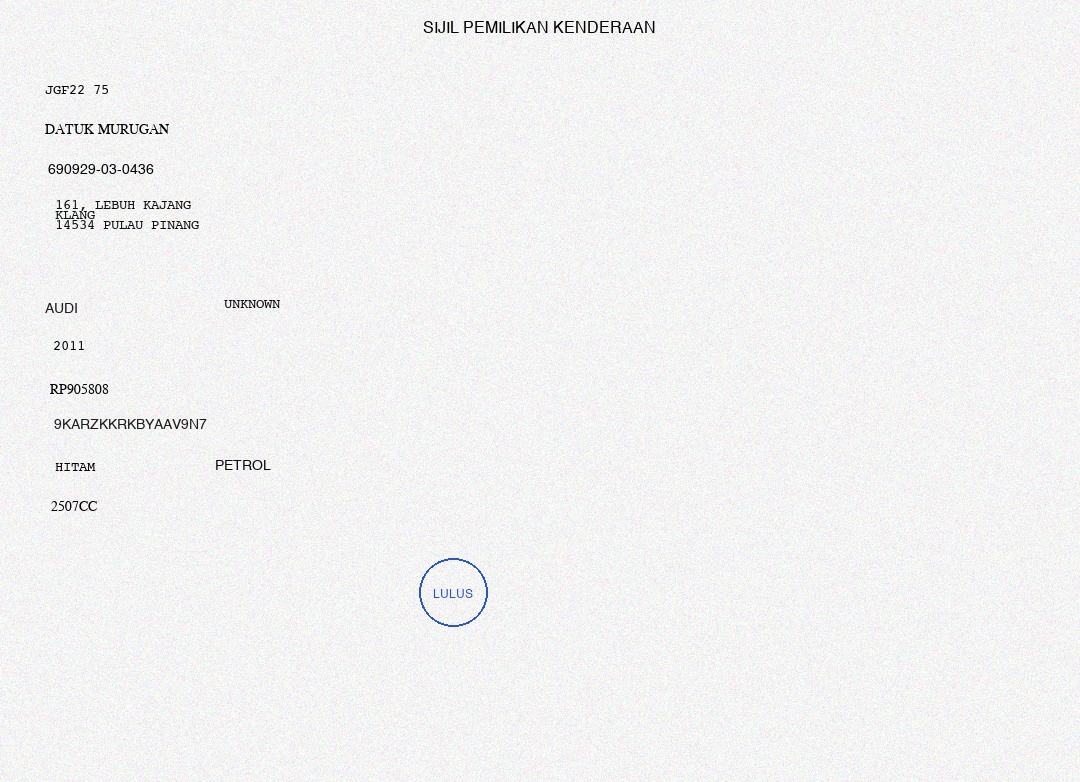 SIJIL PEMILIKAN KENDERAAN
JGF22 75
DATUK MURUGAN
690929-03-0436
161, LEBUH KAJANG
KLANG
14534 PULAU PINANG
AUDI UNKNOWN
2011
RP905808
9KARZKKRKBYAAV9N7
HITAM PETROL
2507CC
LULUS